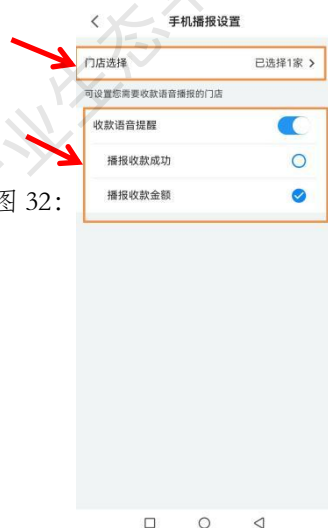 手机播报设置
门店选择 已选择1家
可设置您需要收款语音播报的门店
收款语音提醒
播报收款成功
图 32：
播报收款金额